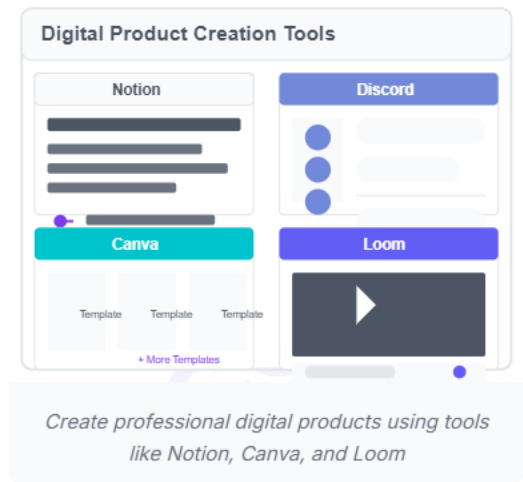 Digital Product Creation Tools
Notion
Discord
Canva
Loom
Template Template Template
+ More Templates
Create professional digital products using tools
like Notion, Canva, and Loom